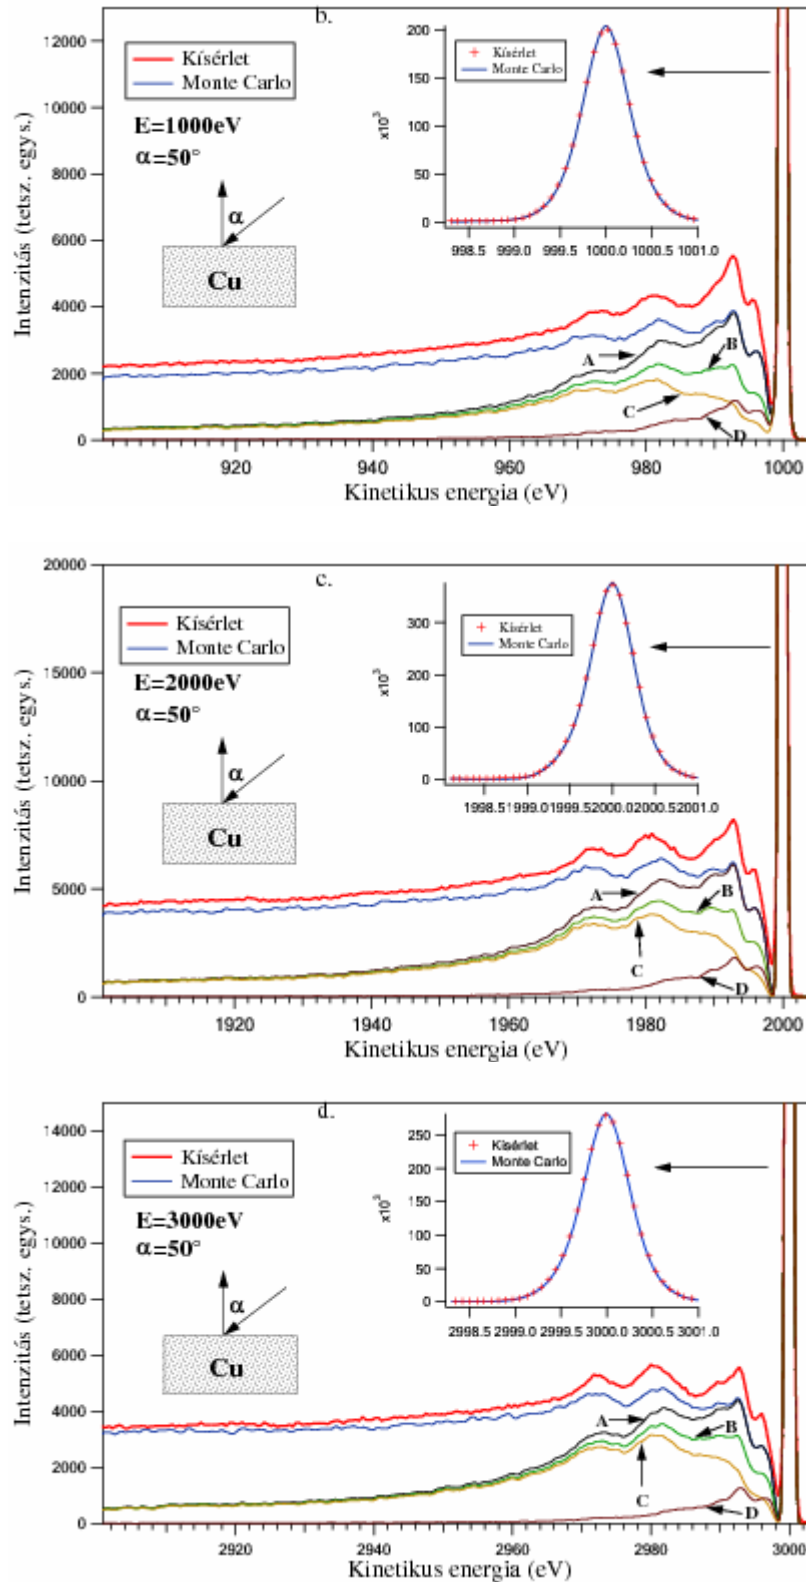 b.
12000
10000
8000
6000
4000
2000
0
Intenzitás (tetsz. egys.)
Kísérlet
Monte Carlo
E=1000eV
α=50°
α
Cu
200
150
100
50
0
x10³
Kísérlet
Monte Carlo
998.5 999.0 999.5 1000.0 1000.5 1001.0
A
B
C
D
920 940 960 980 1000
Kinetikus energia (eV)
c.
20000
15000
10000
5000
0
Intenzitás (tetsz. egys.)
Kísérlet
Monte Carlo
E=2000eV
α=50°
α
Cu
300
200
100
0
x10³
Kísérlet
Monte Carlo
1998.5 1999.0 1999.5 2000.0 2000.5 2001.0
A
B
C
D
1920 1940 1960 1980 2000
Kinetikus energia (eV)
d.
14000
12000
10000
8000
6000
4000
2000
0
Intenzitás (tetsz. egys.)
Kísérlet
Monte Carlo
E=3000eV
α=50°
α
Cu
250
200
150
100
50
0
x10³
Kísérlet
Monte Carlo
2998.5 2999.0 2999.5 3000.0 3000.5 3001.0
A
B
C
D
2920 2940 2960 2980 3000
Kinetikus energia (eV)